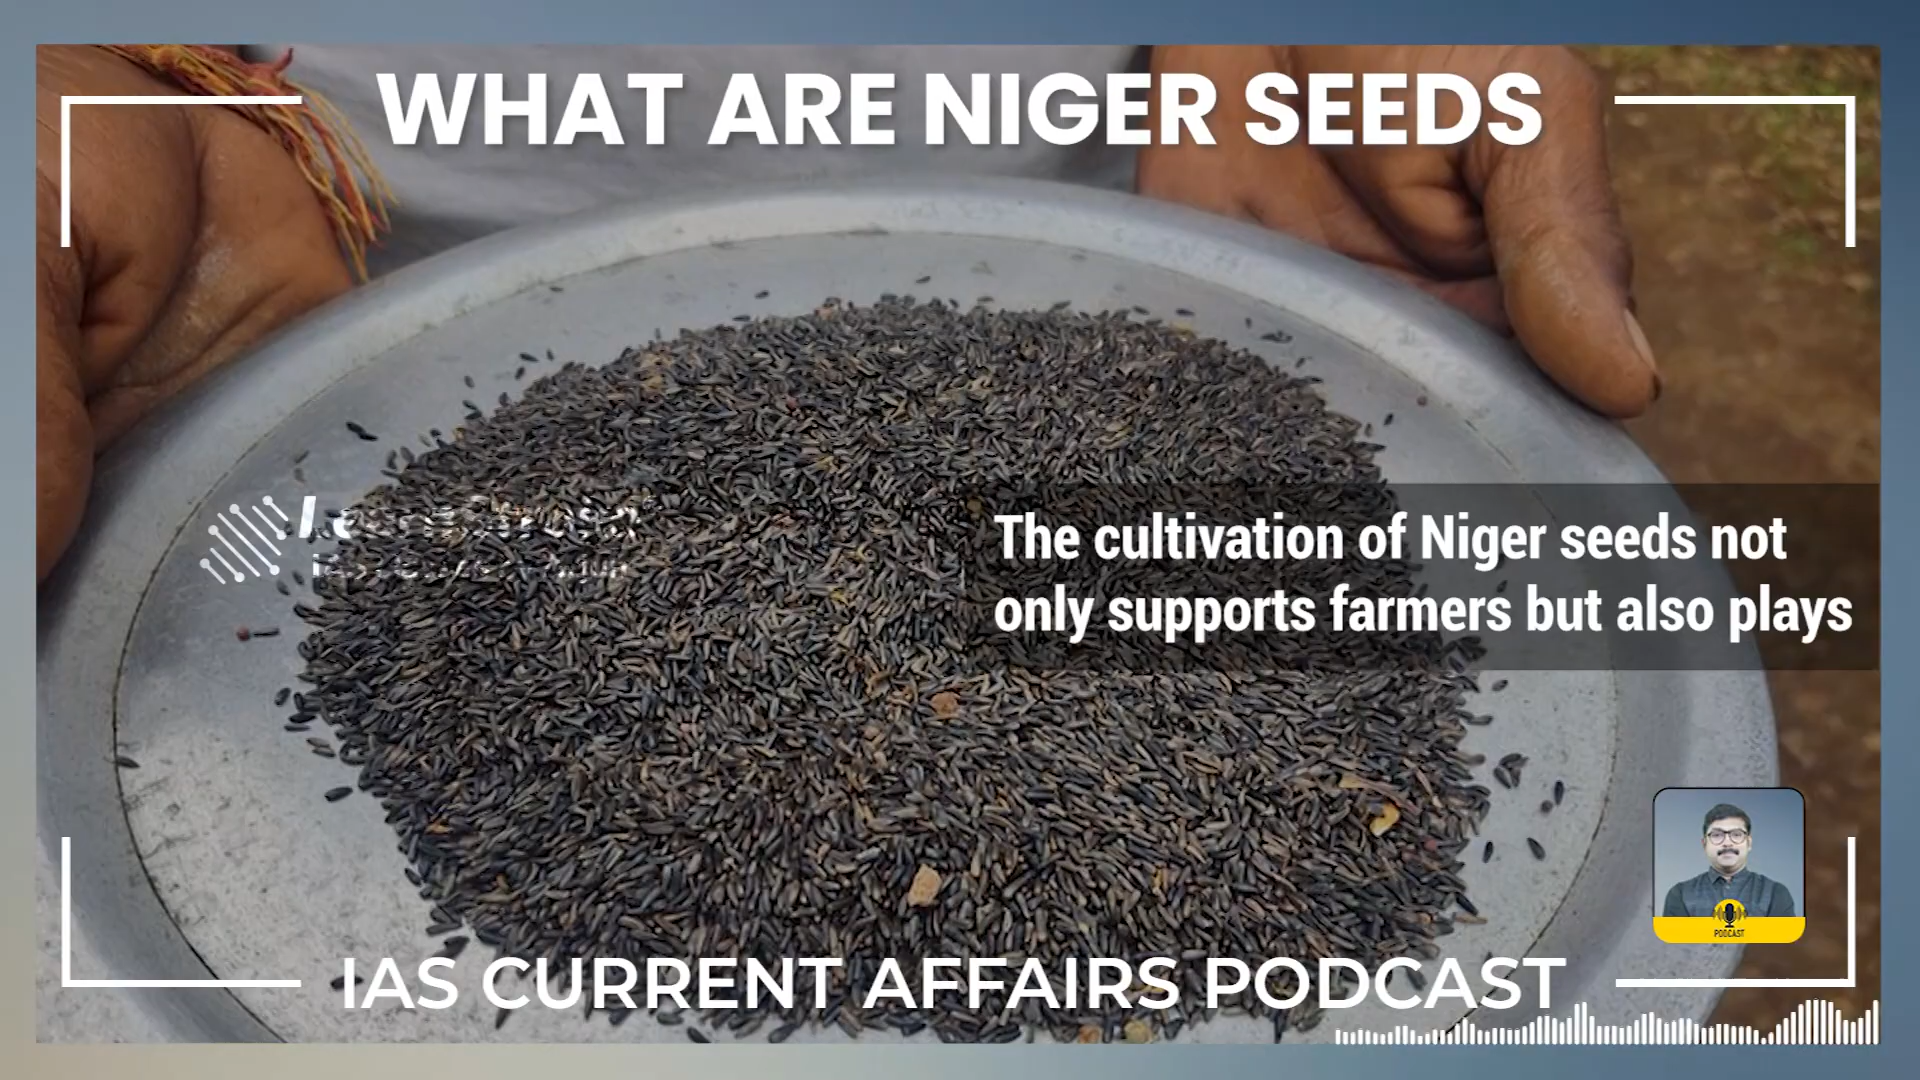 WHAT ARE NIGER SEEDS
The cultivation of Niger seeds not
only supports farmers but also plays
PODCAST
IAS CURRENT AFFAIRS PODCAST